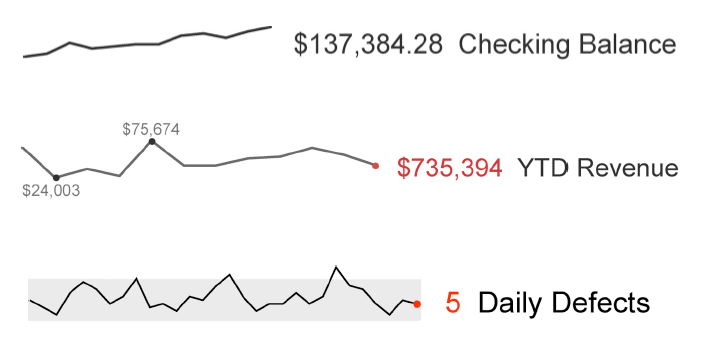 $137,384.28 Checking Balance
$75,674
$735,394 YTD Revenue
$24,003
5 Daily Defects